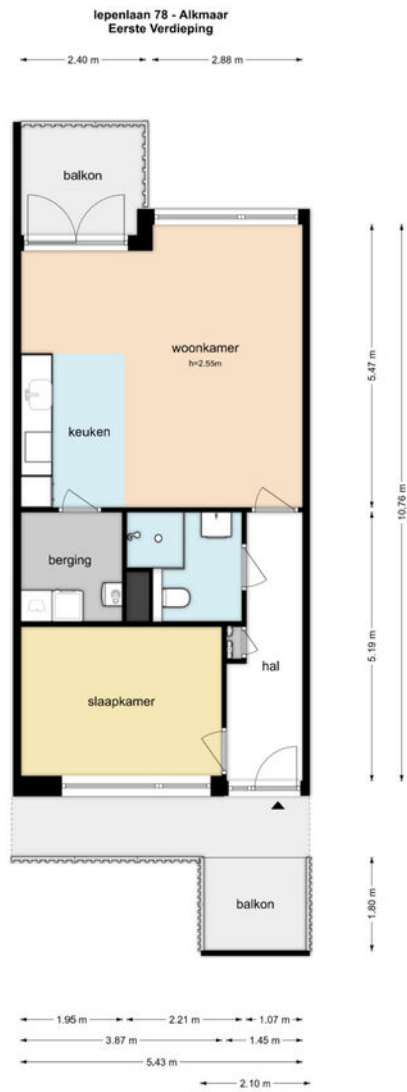 Iepenlaan 78 - Alkmaar
Eerste Verdieping
2.40 m
2.88 m
balkon
woonkamer
h=2.55m
keuken
5.47 m
10.76 m
berging
5.19 m
hal
slaapkamer
balkon
1.80 m
1.95 m
2.21 m
1.07 m
3.87 m
1.45 m
5.43 m
2.10 m